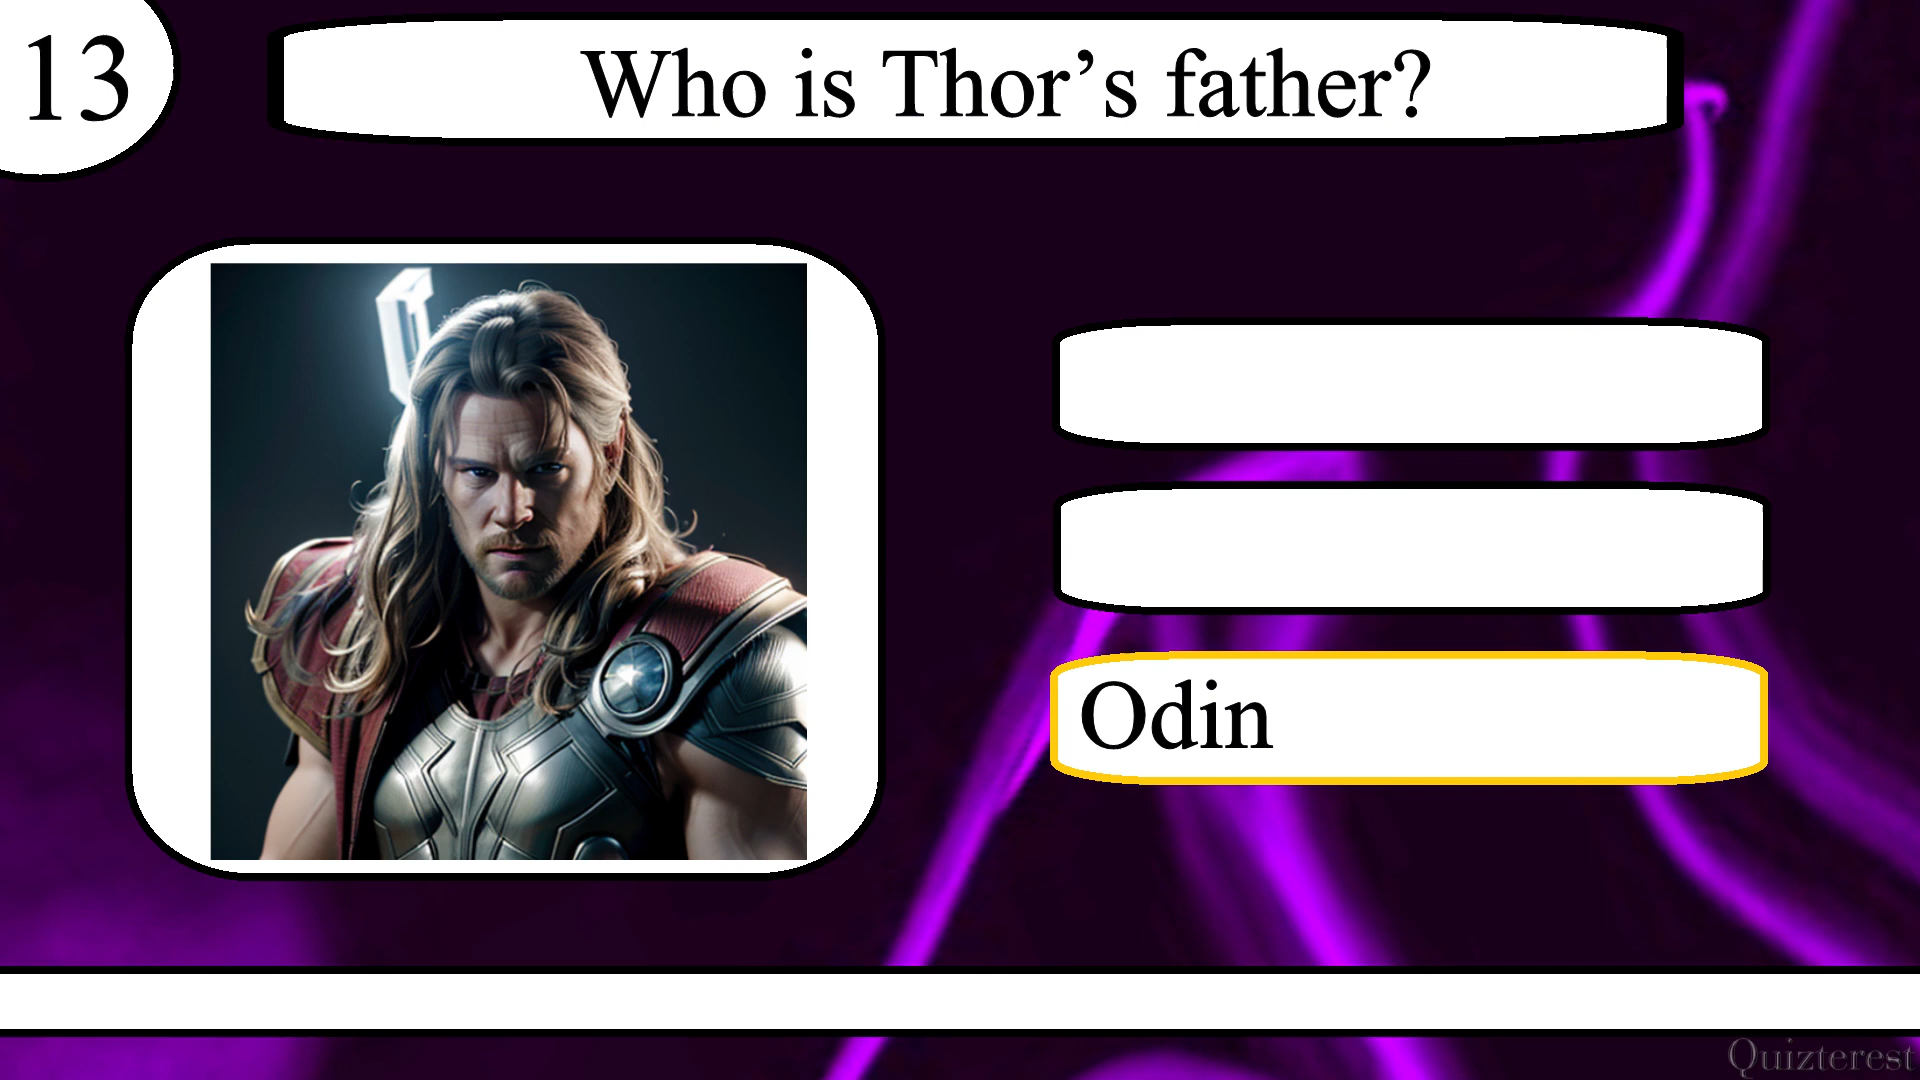 13
Who is Thor’s father?
Odin
Quizterest